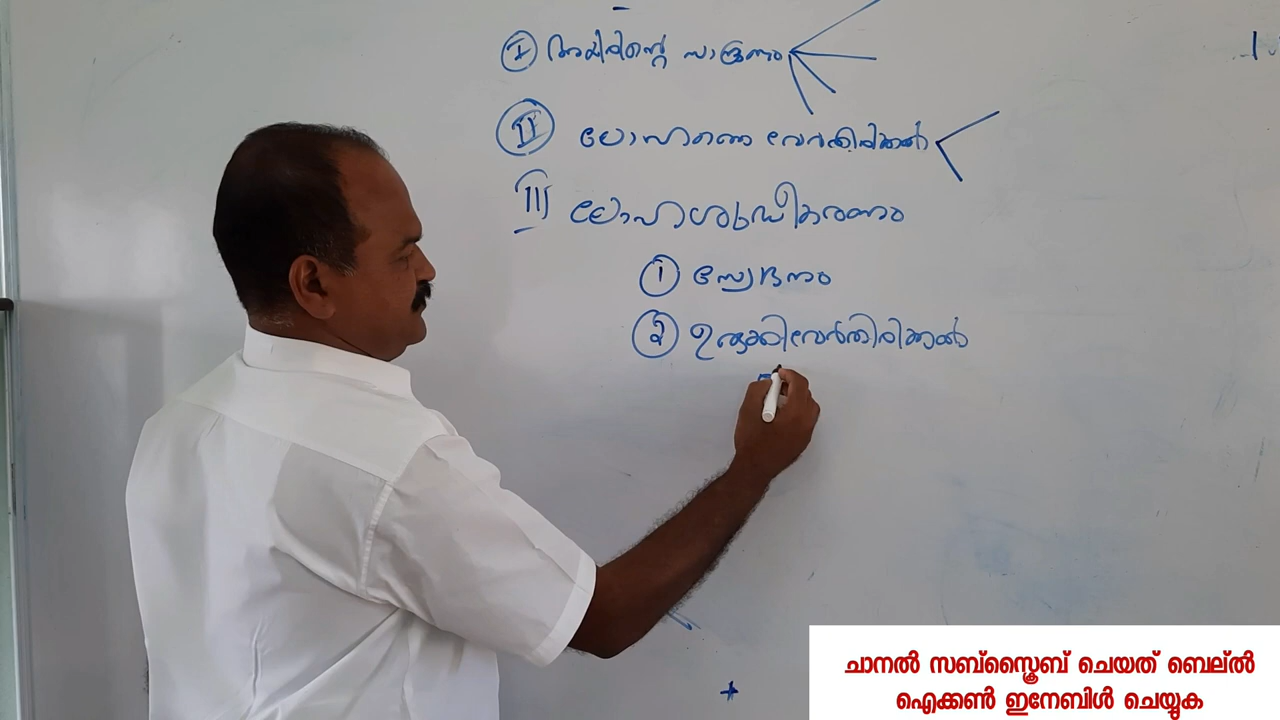 I അയിരിന്റെ സാന്ദ്രണം
II ലോഹത്തെ വേർതിരിക്കൽ
III ലോഹശുദ്ധീകരണം
1 സ്വേദനം
2 ഉരുക്കിവേർതിരിക്കൽ
ചാനൽ സബ്സ്ക്രൈബ് ചെയത് ബെല്ൽ
ഐക്കൺ ഇനേബിൾ ചെയ്യുക